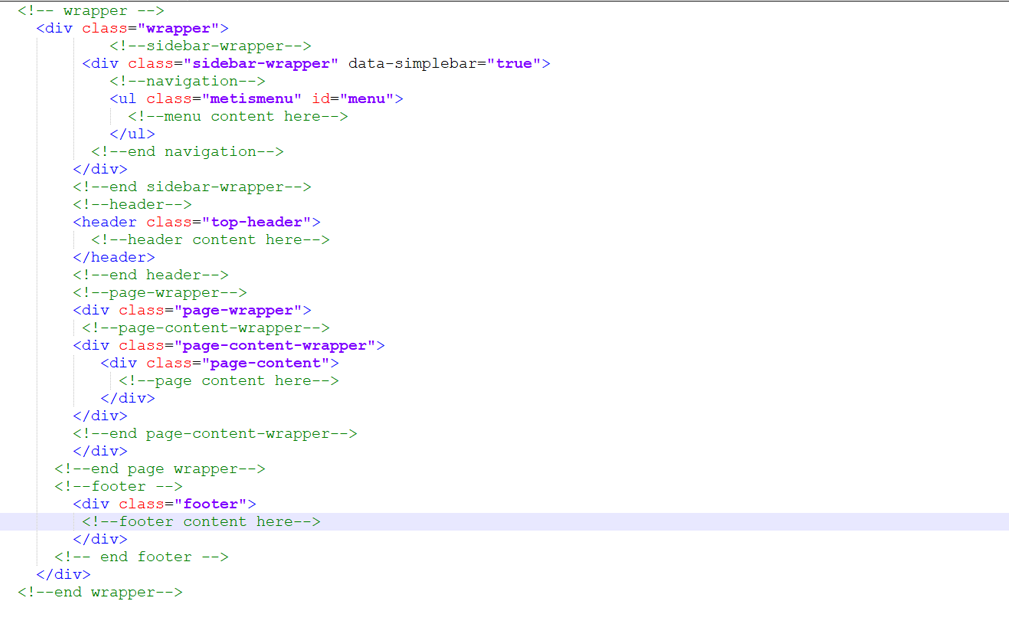 <!-- wrapper -->
<div class="wrapper">
<!--sidebar-wrapper-->
<div class="sidebar-wrapper" data-simplebar="true">
<!--navigation-->
<ul class="metismenu" id="menu">
<!--menu content here-->
</ul>
<!--end navigation-->
</div>
<!--end sidebar-wrapper-->
<!--header-->
<header class="top-header">
<!--header content here-->
</header>
<!--end header-->
<!--page-wrapper-->
<div class="page-wrapper">
<!--page-content-wrapper-->
<div class="page-content-wrapper">
<div class="page-content">
<!--page content here-->
</div>
</div>
<!--end page-content-wrapper-->
</div>
<!--end page wrapper-->
<!--footer -->
<div class="footer">
<!--footer content here-->
</div>
<!-- end footer -->
</div>
<!--end wrapper-->